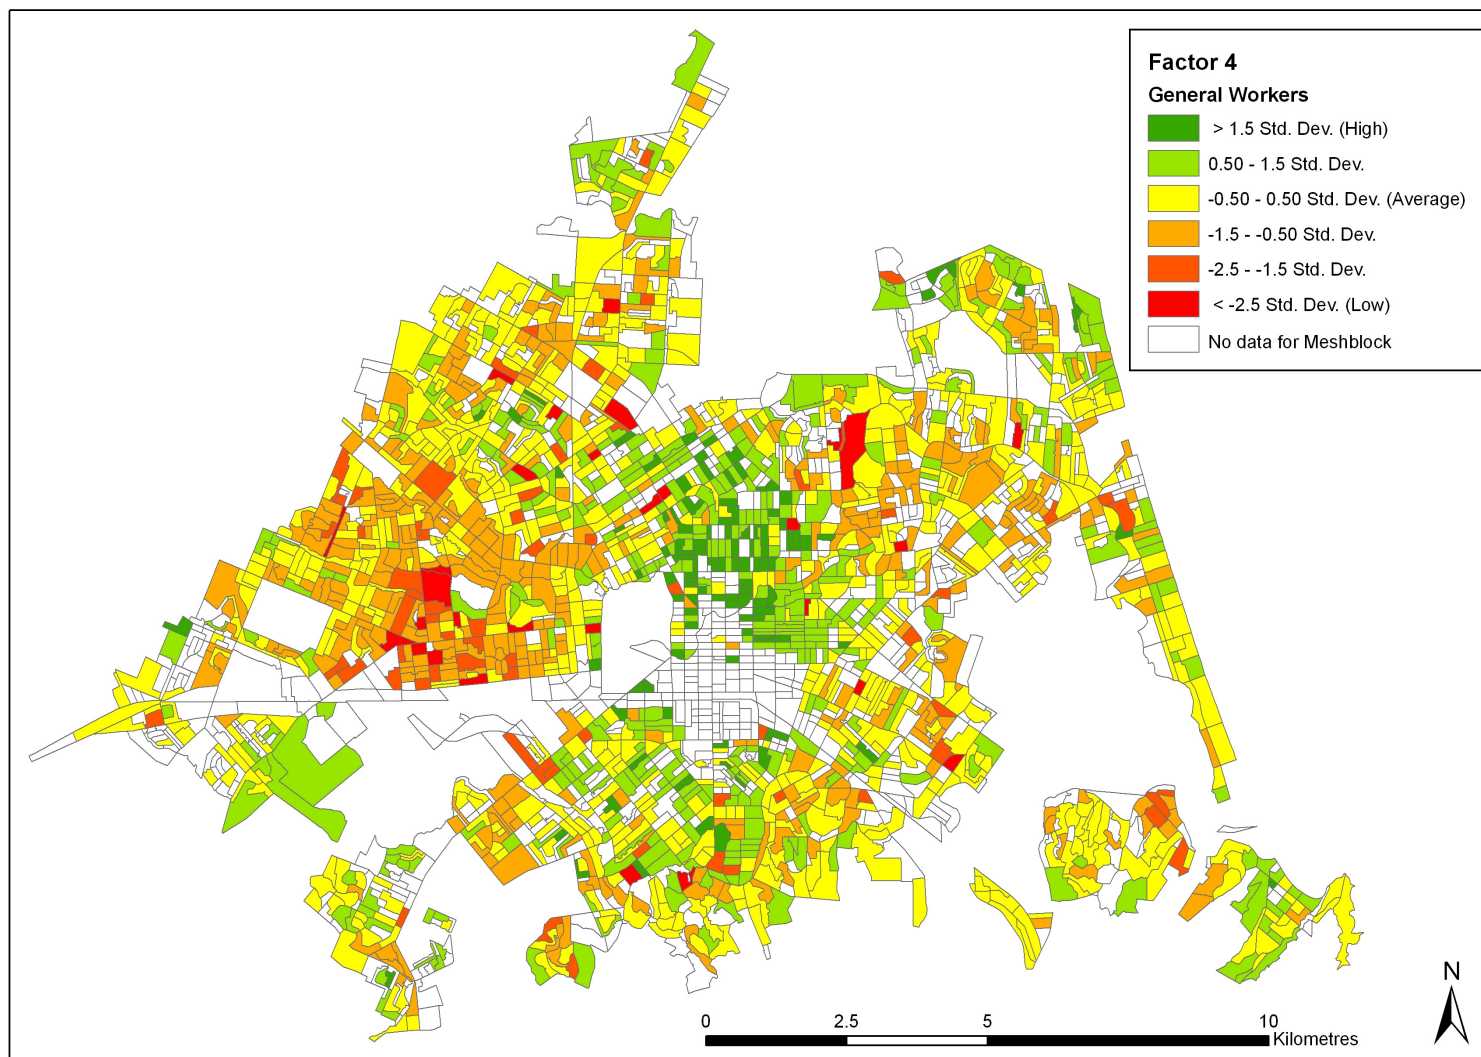 Factor 4
General Workers
> 1.5 Std. Dev. (High)
0.50 - 1.5 Std. Dev.
-0.50 - 0.50 Std. Dev. (Average)
-1.5 - -0.50 Std. Dev.
-2.5 - -1.5 Std. Dev.
< -2.5 Std. Dev. (Low)
No data for Meshblock
N
0 2.5 5 10
Kilometres